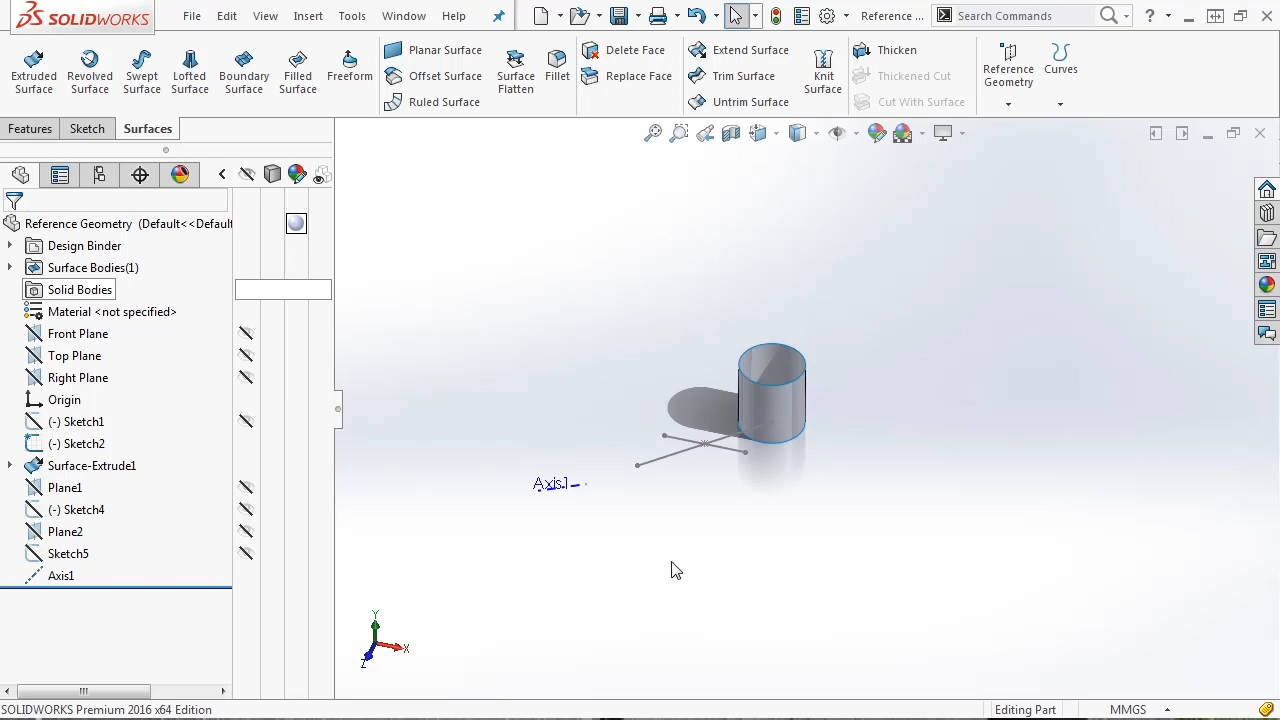 SOLIDWORKS
File Edit View Insert Tools Window Help
Reference ...
Search Commands
Extruded Surface
Revolved Surface
Swept Surface
Lofted Surface
Boundary Surface
Filled Surface
Freeform
Planar Surface
Offset Surface
Ruled Surface
Surface Flatten
Fillet
Delete Face
Replace Face
Extend Surface
Trim Surface
Untrim Surface
Knit Surface
Thicken
Thickened Cut
Cut With Surface
Reference Geometry
Curves
Features Sketch Surfaces
Reference Geometry (Default<<Default
Design Binder
Surface Bodies(1)
Solid Bodies
Material <not specified>
Front Plane
Top Plane
Right Plane
Origin
(-) Sketch1
(-) Sketch2
Surface-Extrude1
Plane1
(-) Sketch4
Plane2
Sketch5
Axis1
Axis1
Y
X
Z
SOLIDWORKS Premium 2016 x64 Edition
Editing Part
MMGS